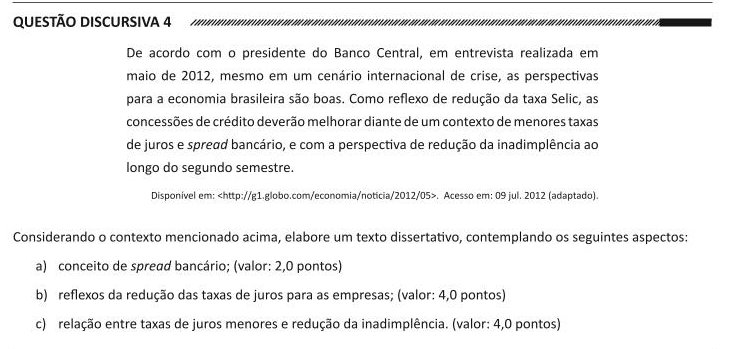 QUESTÃO DISCURSIVA 4
De acordo com o presidente do Banco Central, em entrevista realizada em
maio de 2012, mesmo em um cenário internacional de crise, as perspectivas
para a economia brasileira são boas. Como reflexo de redução da taxa Selic, as
concessões de crédito deverão melhorar diante de um contexto de menores taxas
de juros e spread bancário, e com a perspectiva de redução da inadimplência ao
longo do segundo semestre.
Disponível em: <http://g1.globo.com/economia/noticia/2012/05>. Acesso em: 09 jul. 2012 (adaptado).
Considerando o contexto mencionado acima, elabore um texto dissertativo, contemplando os seguintes aspectos:
a) conceito de spread bancário; (valor: 2,0 pontos)
b) reflexos da redução das taxas de juros para as empresas; (valor: 4,0 pontos)
c) relação entre taxas de juros menores e redução da inadimplência. (valor: 4,0 pontos)